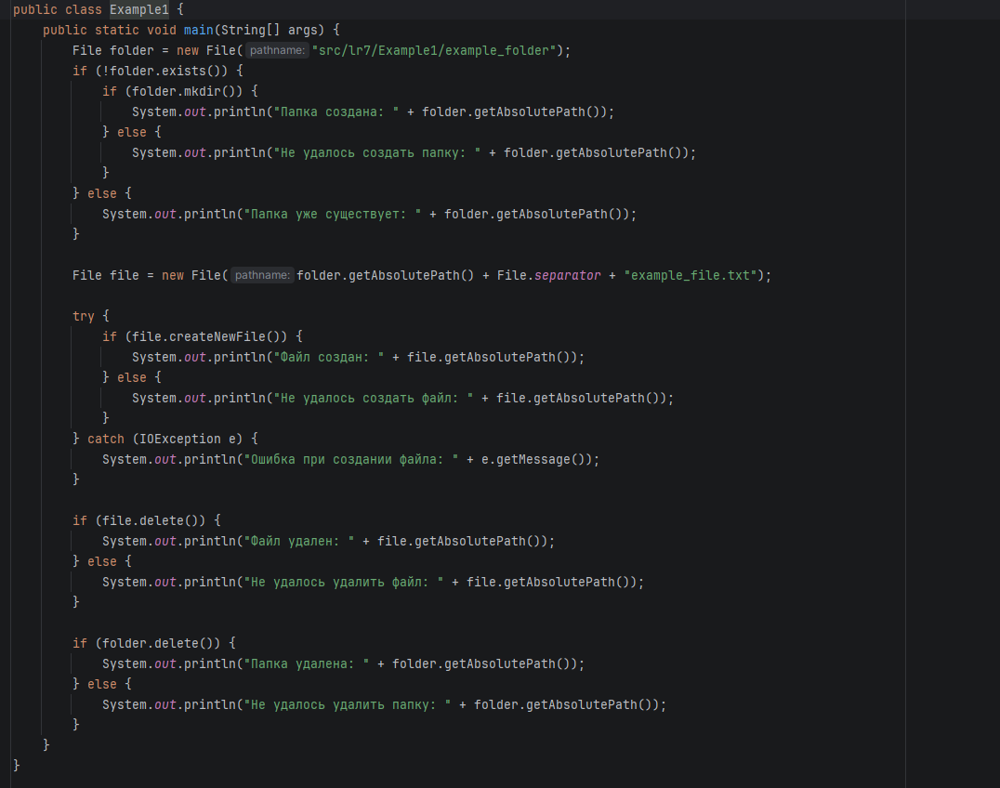 public class Example1 {
    public static void main(String[] args) {
        File folder = new File( pathname: "src/lr7/Example1/example_folder");
        if (!folder.exists()) {
            if (folder.mkdir()) {
                System.out.println("Папка создана: " + folder.getAbsolutePath());
            } else {
                System.out.println("Не удалось создать папку: " + folder.getAbsolutePath());
            }
        } else {
            System.out.println("Папка уже существует: " + folder.getAbsolutePath());
        }

        File file = new File( pathname: folder.getAbsolutePath() + File.separator + "example_file.txt");

        try {
            if (file.createNewFile()) {
                System.out.println("Файл создан: " + file.getAbsolutePath());
            } else {
                System.out.println("Не удалось создать файл: " + file.getAbsolutePath());
            }
        } catch (IOException e) {
            System.out.println("Ошибка при создании файла: " + e.getMessage());
        }

        if (file.delete()) {
            System.out.println("Файл удален: " + file.getAbsolutePath());
        } else {
            System.out.println("Не удалось удалить файл: " + file.getAbsolutePath());
        }

        if (folder.delete()) {
            System.out.println("Папка удалена: " + folder.getAbsolutePath());
        } else {
            System.out.println("Не удалось удалить папку: " + folder.getAbsolutePath());
        }
    }
}